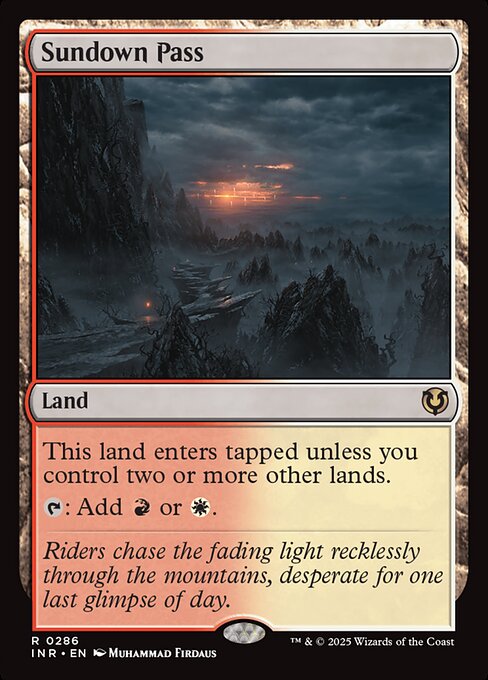 Sundown Pass
Land
This land enters tapped unless you
control two or more other lands.
: Add or .
Riders chase the fading light recklessly
through the mountains, desperate for one
last glimpse of day.
R 0286
INR • EN Muhammad Firdaus
™ & © 2025 Wizards of the Coast